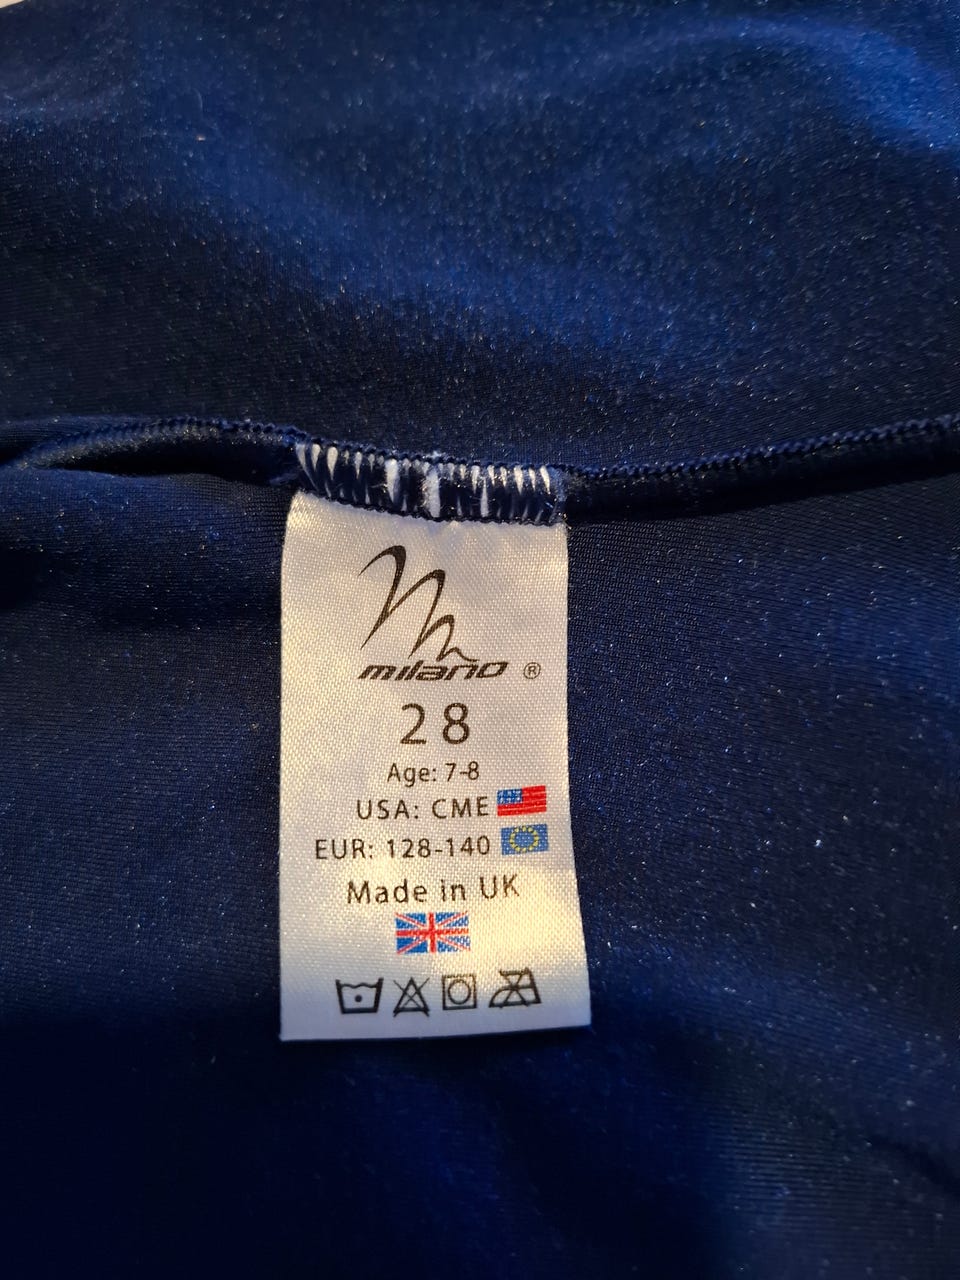 milano ®
28
Age: 7-8
USA: CME
EUR: 128-140
Made in UK